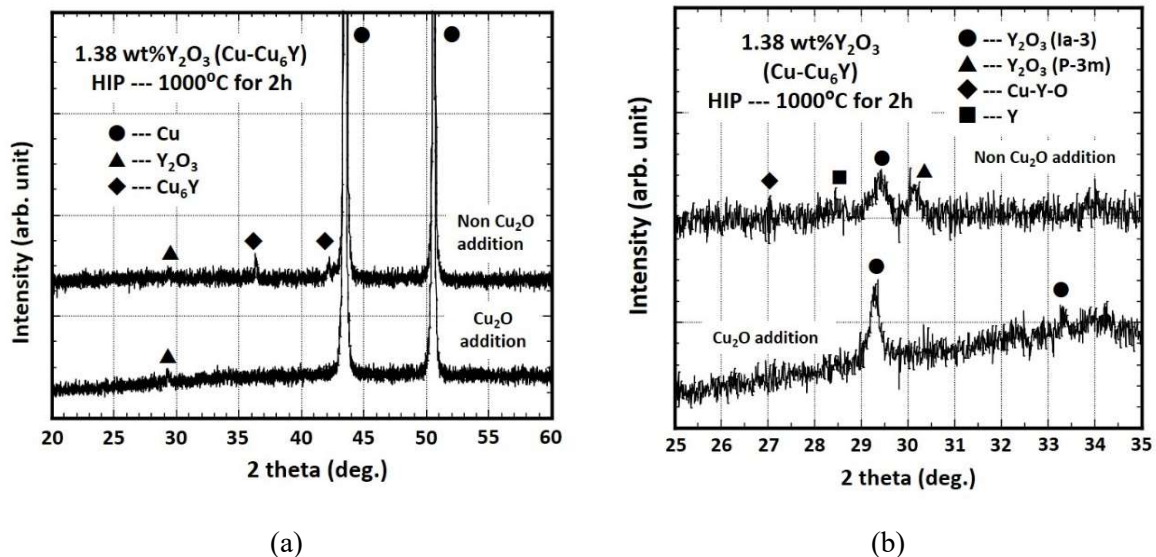 1.38 wt%Y₂O₃ (Cu-Cu₆Y)
HIP --- 1000°C for 2h
● --- Cu
▲ --- Y₂O₃
◆ --- Cu₆Y
Non Cu₂O
addition
Cu₂O
addition
Intensity (arb. unit)
20 25 30 35 40 45 50 55 60
2 theta (deg.)
(a)
1.38 wt%Y₂O₃
(Cu-Cu₆Y)
HIP --- 1000°C for 2h
● --- Y₂O₃ (Ia-3)
▲ --- Y₂O₃ (P-3m)
◆ --- Cu-Y-O
■ --- Y
Non Cu₂O addition
Cu₂O addition
Intensity (arb. unit)
25 26 27 28 29 30 31 32 33 34 35
2 theta (deg.)
(b)